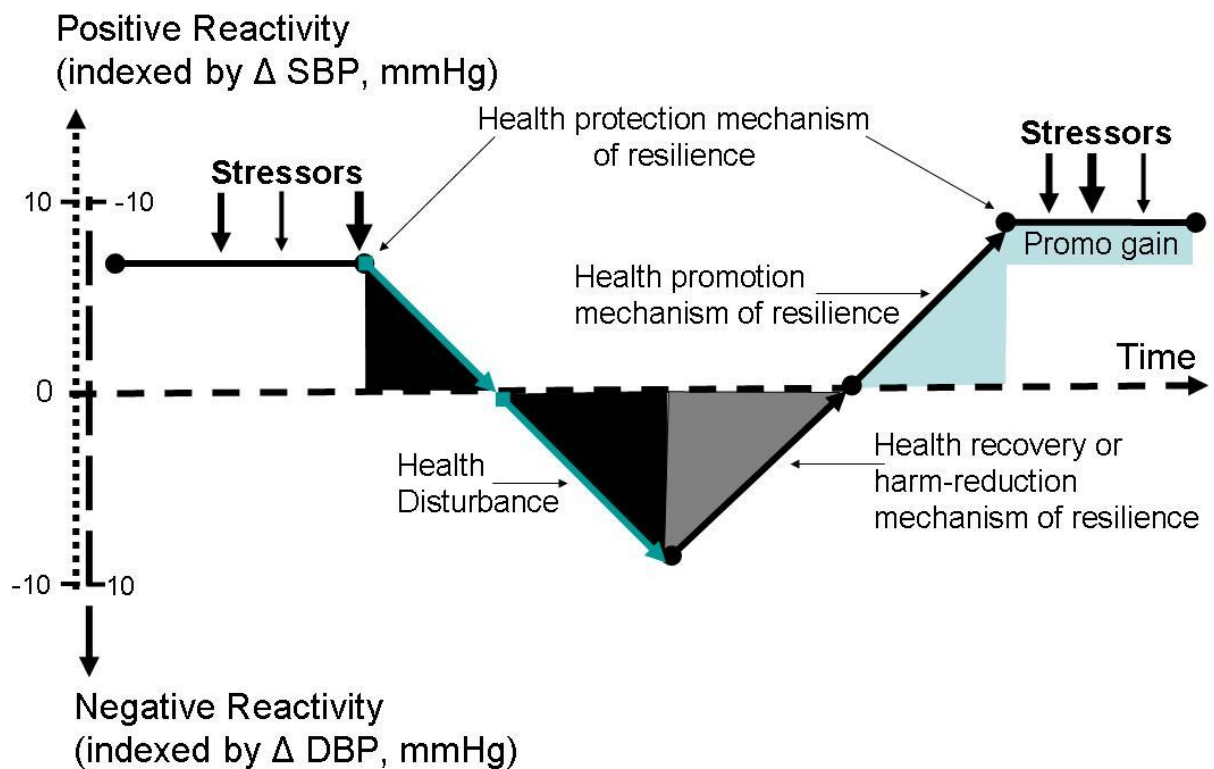 Positive Reactivity
(indexed by Δ SBP, mmHg)
Health protection mechanism
of resilience
Stressors
Stressors
10
-10
Promo gain
Health promotion
mechanism of resilience
Time
0
Health
Disturbance
Health recovery or
harm-reduction
mechanism of resilience
-10
10
Negative Reactivity
(indexed by Δ DBP, mmHg)